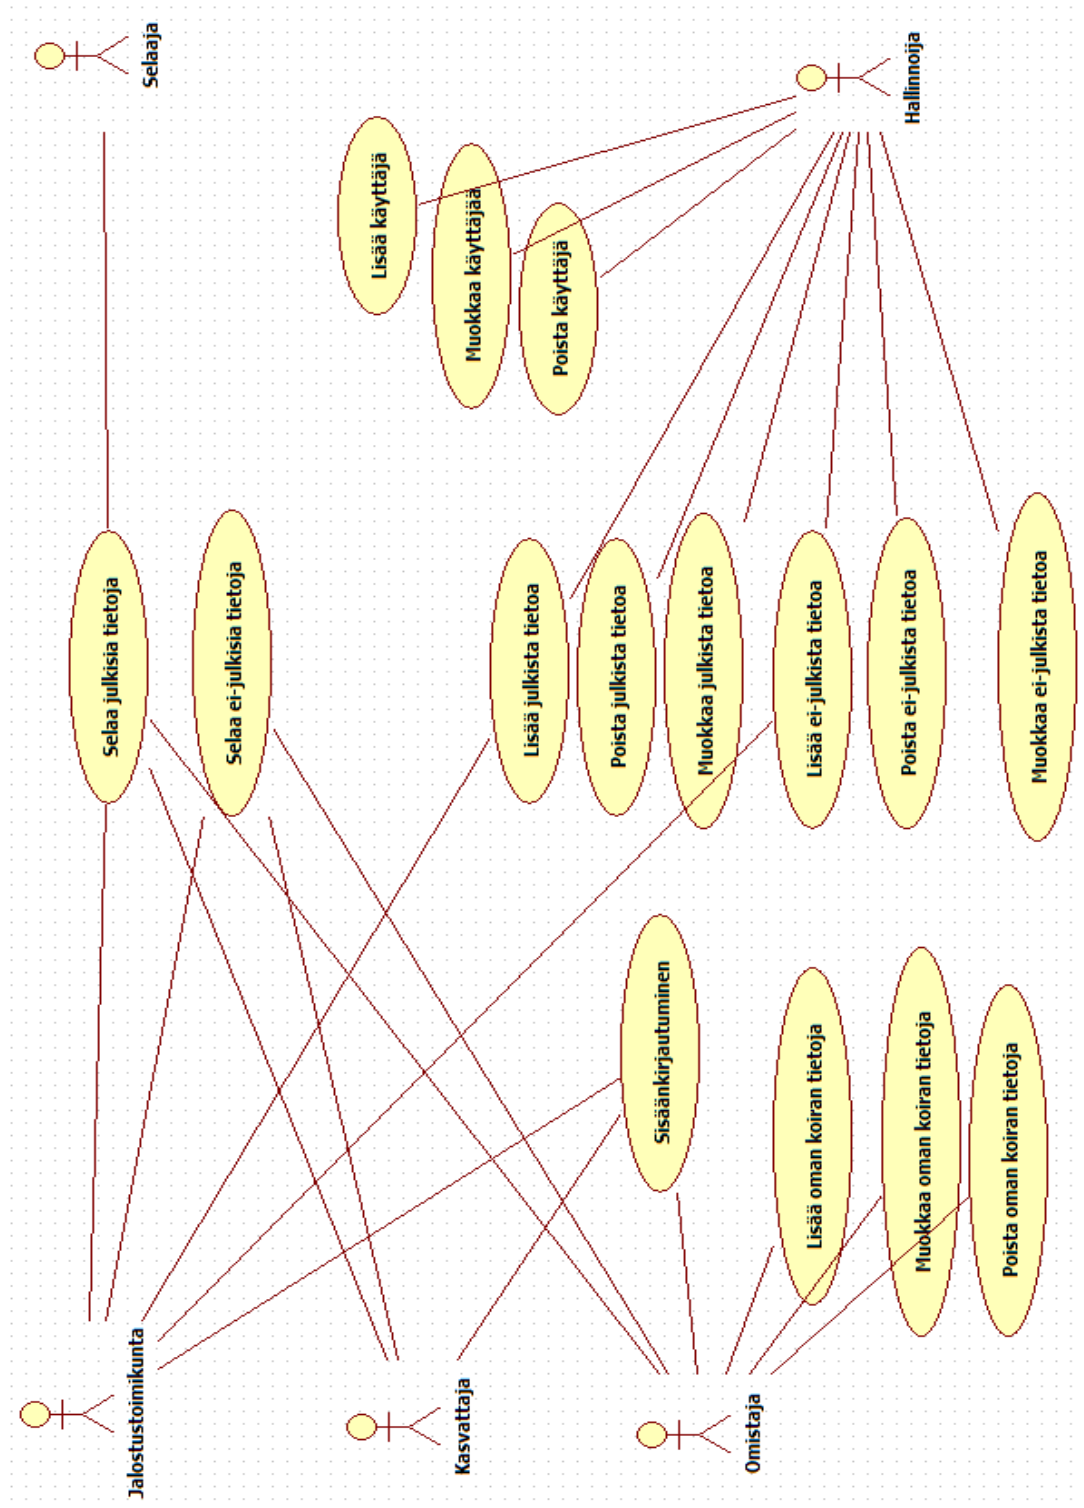 Jalostustoimikunta
Kasvattaja
Omistaja
Selaa julkisia tietoja
Selaa ei-julkisia tietoja
Sisäänkirjautuminen
Lisää oman koiran tietoja
Muokkaa oman koiran tietoja
Poista oman koiran tietoja
Lisää julkista tietoa
Poista julkista tietoa
Muokkaa julkista tietoa
Lisää ei-julkista tietoa
Poista ei-julkista tietoa
Muokkaa ei-julkista tietoa
Lisää käyttäjä
Muokkaa käyttäjää
Poista käyttäjä
Selaaja
Hallinnoija